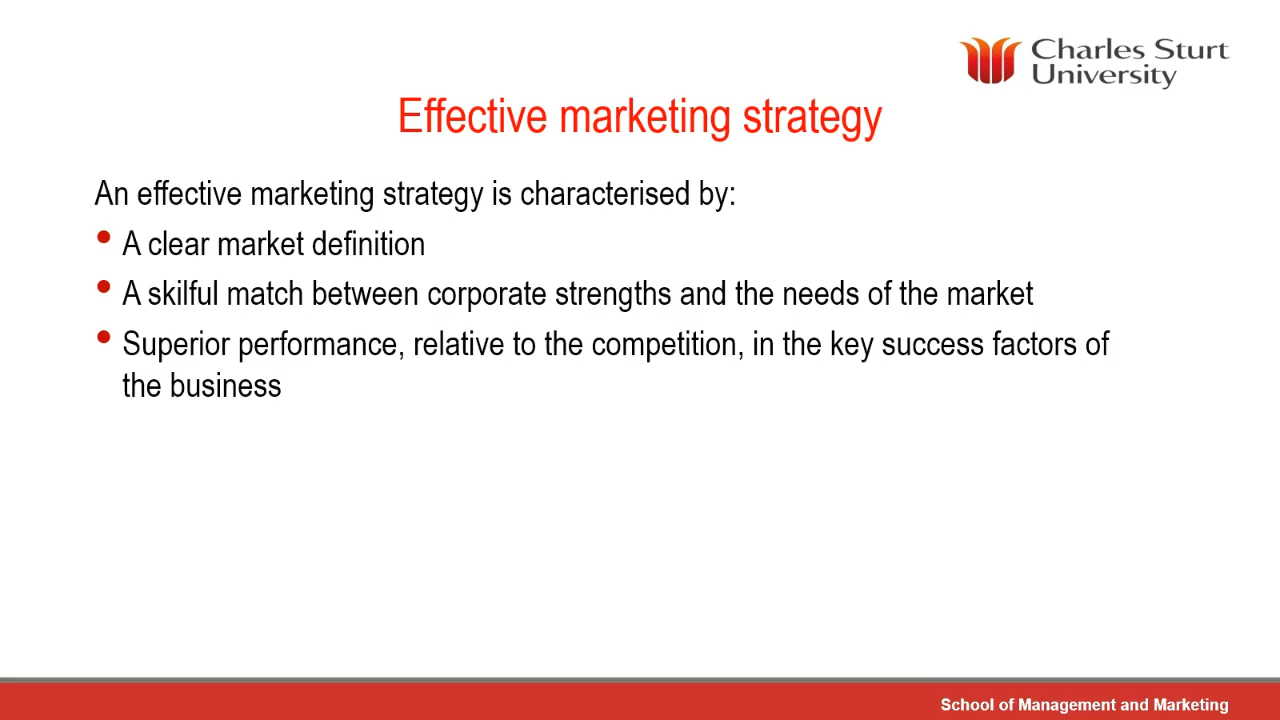 Charles Sturt
University
Effective marketing strategy
An effective marketing strategy is characterised by:
• A clear market definition
• A skilful match between corporate strengths and the needs of the market
• Superior performance, relative to the competition, in the key success factors of
the business
School of Management and Marketing